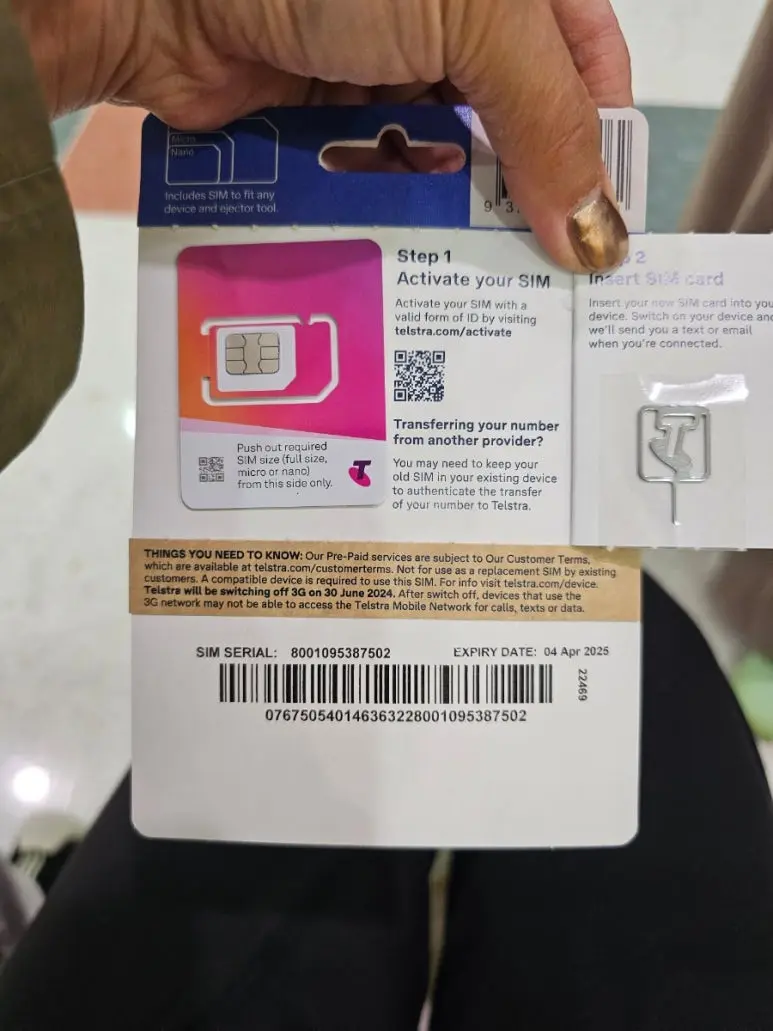 Micro
Nano
Includes SIM to fit any
device and ejector tool.
9 3
Step 1
Activate your SIM
Activate your SIM with a
valid form of ID by visiting
telstra.com/activate
Transferring your number
from another provider?
You may need to keep your
old SIM in your existing device
to authenticate the transfer
of your number to Telstra.
Push out required
SIM size (full size,
micro or nano)
from this side only.
T
2
Insert SIM card
Insert your new SIM card into you
device. Switch on your device and
we'll send you a text or email
when you're connected.
THINGS YOU NEED TO KNOW: Our Pre-Paid services are subject to Our Customer Terms,
which are available at telstra.com/customerterms. Not for use as a replacement SIM by existing
customers. A compatible device is required to use this SIM. For info visit telstra.com/device.
Telstra will be switching off 3G on 30 June 2024. After switch off, devices that use the
3G network may not be able to access the Telstra Mobile Network for calls, texts or data.
SIM SERIAL: 8001095387502 EXPIRY DATE: 04 Apr 2025
22469
076750540146363228001095387502